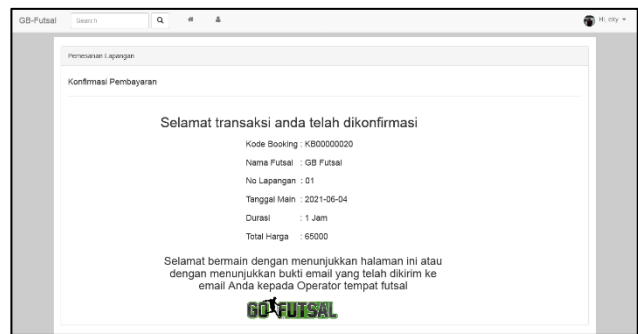 GB-Futsal Search Hi, city
Pemesanan Lapangan
Konfirmasi Pembayaran
Selamat transaksi anda telah dikonfirmasi
Kode Booking : KB00000020
Nama Futsal : GB Futsal
No Lapangan : 01
Tanggal Main : 2021-06-04
Durasi : 1 Jam
Total Harga : 65000
Selamat bermain dengan menunjukkan halaman ini atau
dengan menunjukkan bukti email yang telah dikirim ke
email Anda kepada Operator tempat futsal
GO FUTSAL